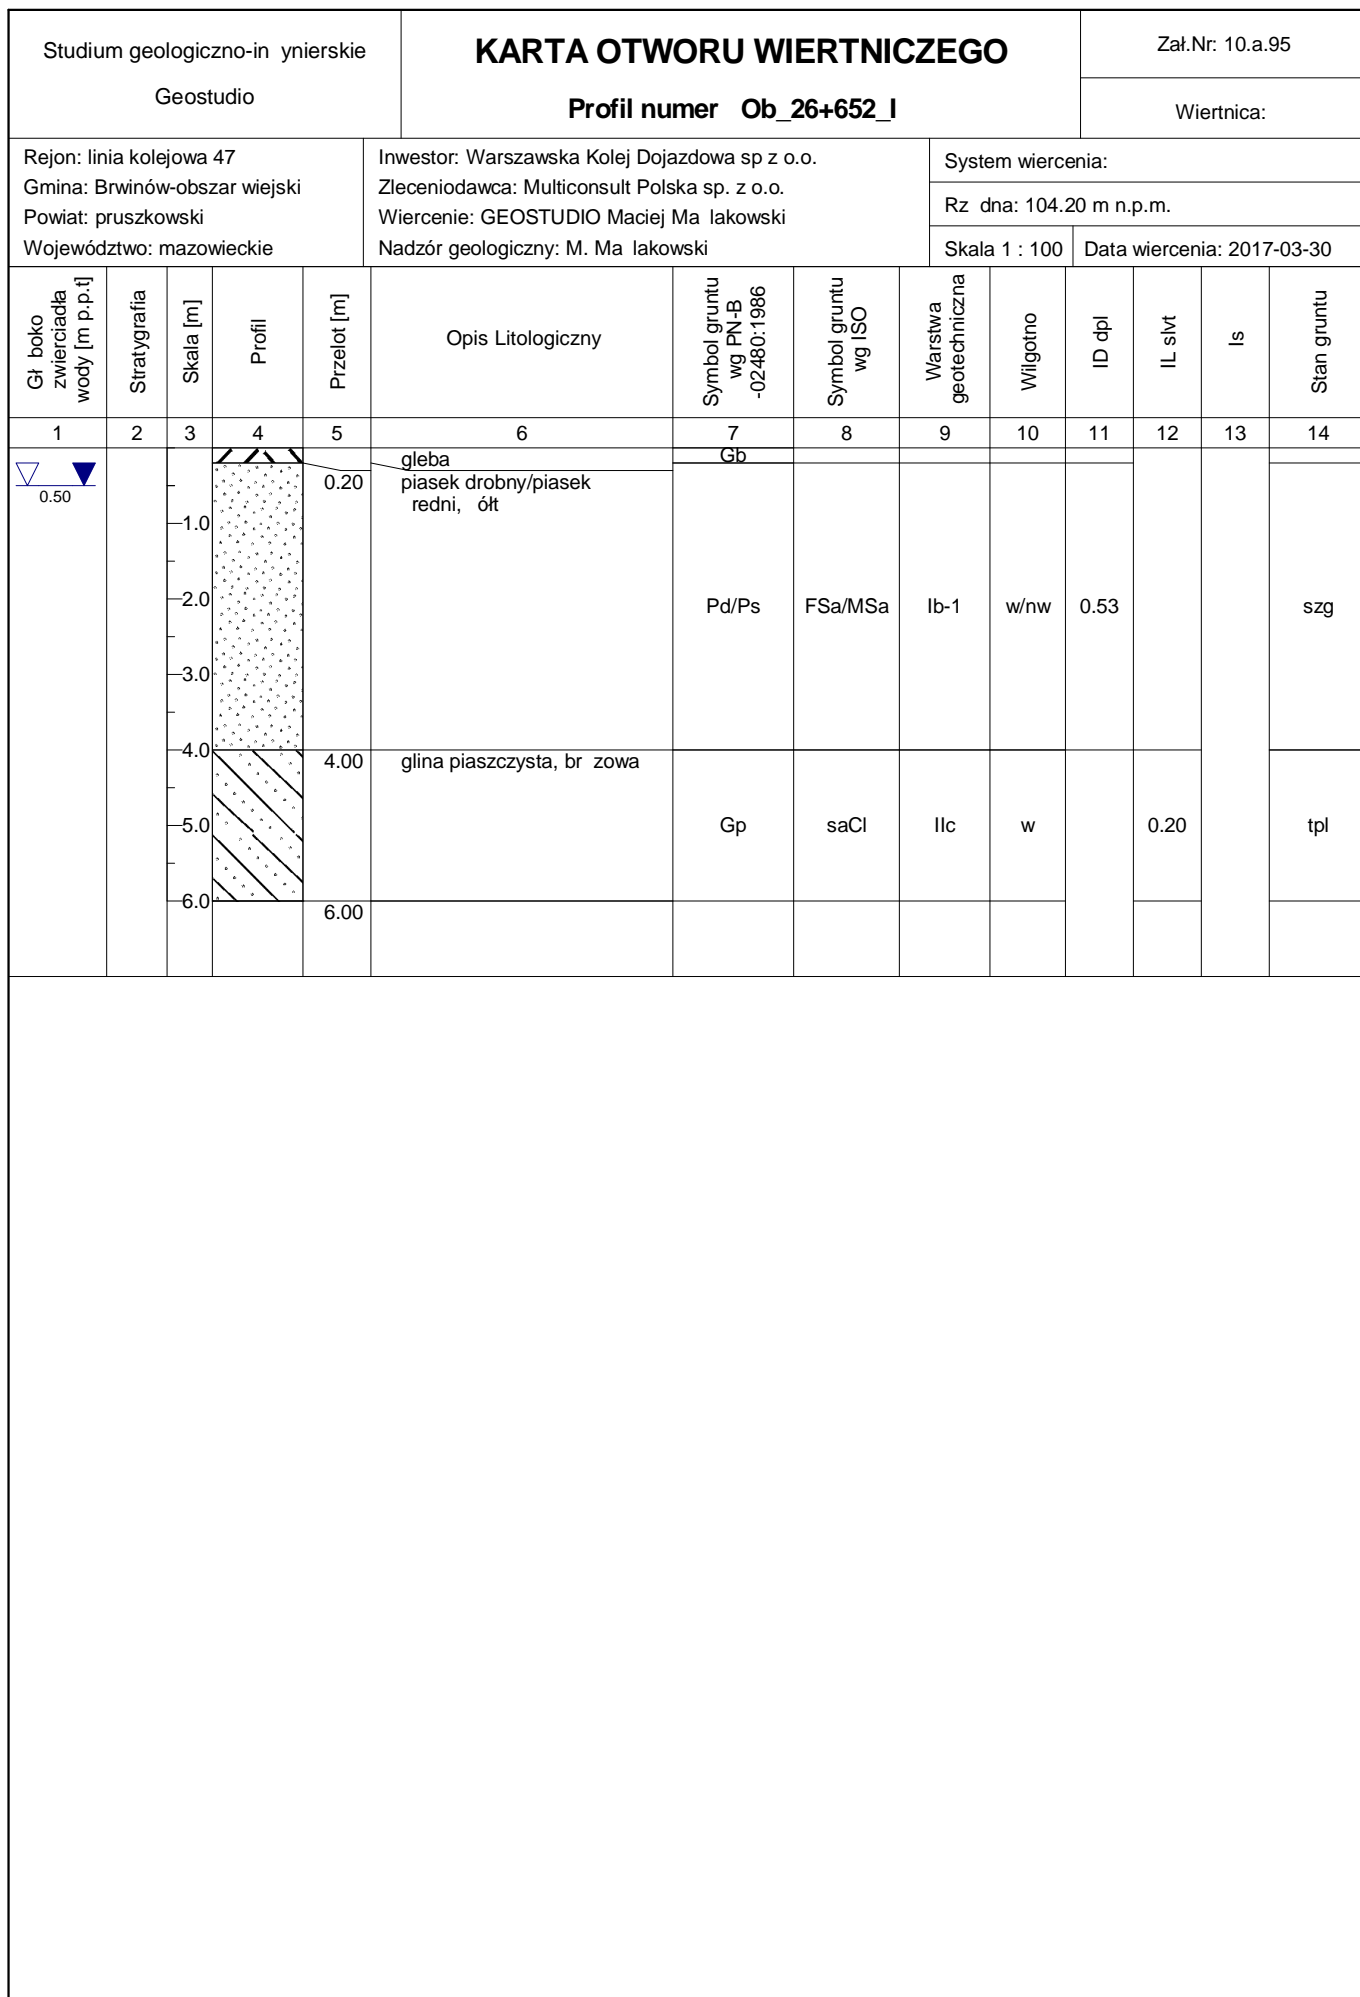 Studium geologiczno-in ynierskie
Geostudio
KARTA OTWORU WIERTNICZEGO
Profil numer Ob_26+652_l
Zał.Nr: 10.a.95
Wiertnica:
Rejon: linia kolejowa 47
Gmina: Brwinów-obszar wiejski
Powiat: pruszkowski
Województwo: mazowieckie
Inwestor: Warszawska Kolej Dojazdowa sp z o.o.
Zleceniodawca: Multiconsult Polska sp. z o.o.
Wiercenie: GEOSTUDIO Maciej Ma lakowski
Nadzór geologiczny: M. Ma lakowski
System wiercenia:
Rz dna: 104.20 m n.p.m.
Skala 1 : 100
Data wiercenia: 2017-03-30
Gł boko
zwierciadła
wody [m p.p.t]
Stratygrafia
Skala [m]
Profil
Przelot [m]
Opis Litologiczny
Symbol gruntu
wg PN-B
-02480:1986
Symbol gruntu
wg ISO
Warstwa
geotechniczna
Wilgotno
ID dpl
IL slvt
Is
Stan gruntu
1 2 3 4 5 6 7 8 9 10 11 12 13 14
gleba
Gb
0.50
0.20
piasek drobny/piasek
redni, ółt
1.0
2.0
Pd/Ps FSa/MSa Ib-1 w/nw 0.53 szg
3.0
4.0
4.00
glina piaszczysta, br zowa
5.0
Gp saCl IIc w 0.20 tpl
6.0
6.00